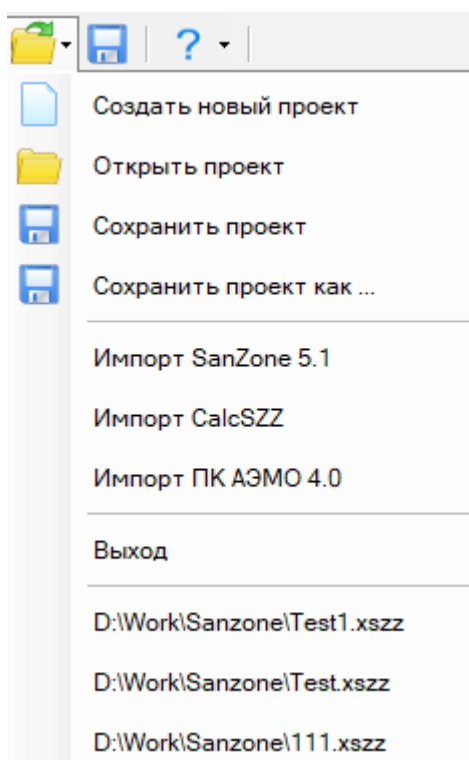 ?
Создать новый проект
Открыть проект
Сохранить проект
Сохранить проект как ...
Импорт SanZone 5.1
Импорт CalcSZZ
Импорт ПК АЭМО 4.0
Выход
D:\Work\Sanzone\Test1.xszz
D:\Work\Sanzone\Test.xszz
D:\Work\Sanzone\111.xszz